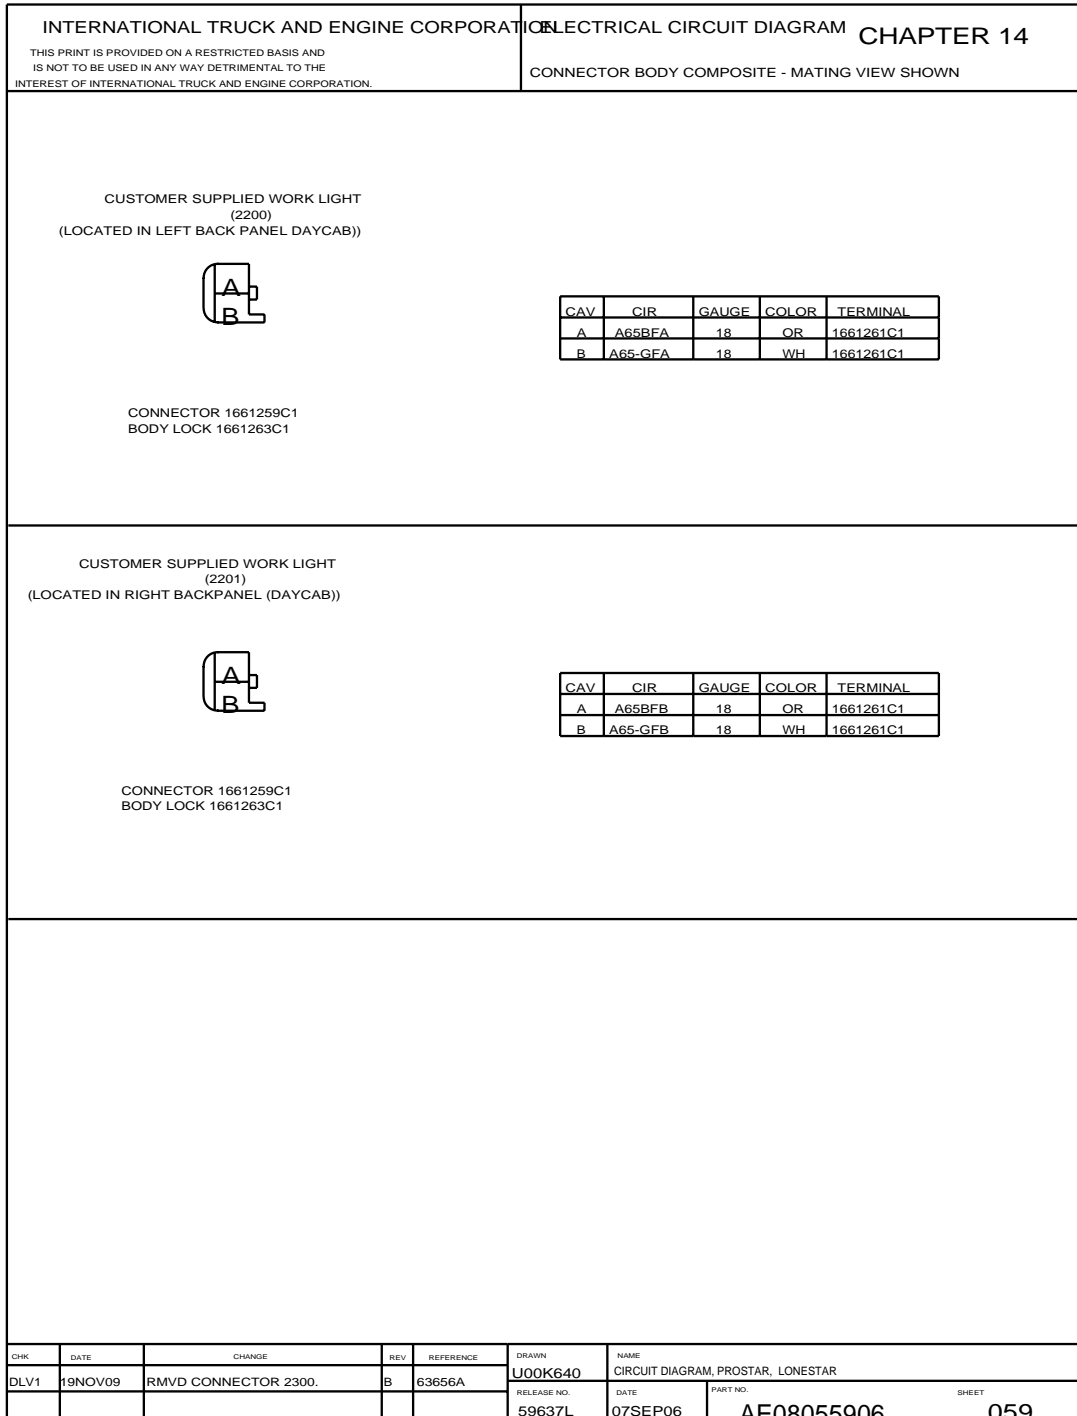 INTERNATIONAL TRUCK AND ENGINE CORPORATION
THIS PRINT IS PROVIDED ON A RESTRICTED BASIS AND
IS NOT TO BE USED IN ANY WAY DETRIMENTAL TO THE
INTEREST OF INTERNATIONAL TRUCK AND ENGINE CORPORATION.
ELECTRICAL CIRCUIT DIAGRAM CHAPTER 14
CONNECTOR BODY COMPOSITE - MATING VIEW SHOWN
CUSTOMER SUPPLIED WORK LIGHT
(2200)
(LOCATED IN LEFT BACK PANEL DAYCAB))
A
B
CAV CIR GAUGE COLOR TERMINAL
A A65BFA 18 OR 1661261C1
B A65-GFA 18 WH 1661261C1
CONNECTOR 1661259C1
BODY LOCK 1661263C1
CUSTOMER SUPPLIED WORK LIGHT
(2201)
(LOCATED IN RIGHT BACKPANEL (DAYCAB))
A
B
CAV CIR GAUGE COLOR TERMINAL
A A65BFB 18 OR 1661261C1
B A65-GFB 18 WH 1661261C1
CONNECTOR 1661259C1
BODY LOCK 1661263C1
CHK DATE CHANGE REV REFERENCE
DLV1 19NOV09 RMVD CONNECTOR 2300. B 63656A
DRAWN
U00K640
NAME
CIRCUIT DIAGRAM, PROSTAR, LONESTAR
RELEASE NO.
59637L
DATE
07SEP06
PART NO.
AE08055906
SHEET
059